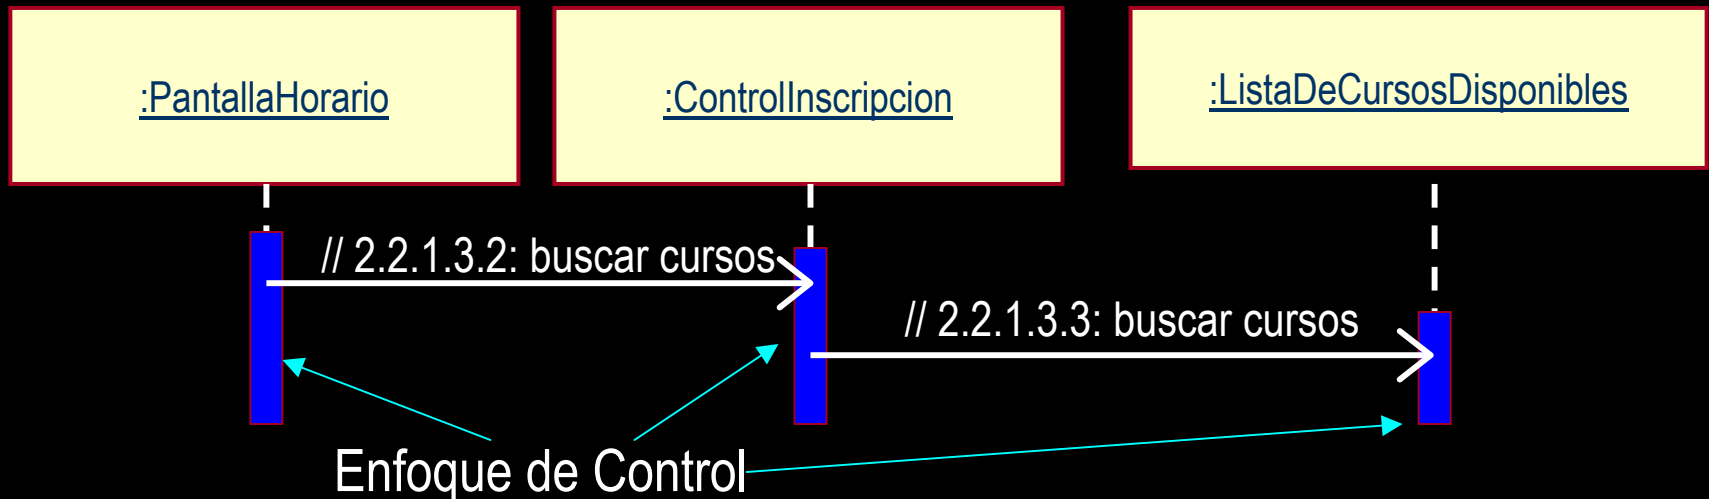 :PantallaHorario
:ControlInscripcion
:ListaDeCursosDisponibles
// 2.2.1.3.2: buscar cursos
// 2.2.1.3.3: buscar cursos
Enfoque de Control